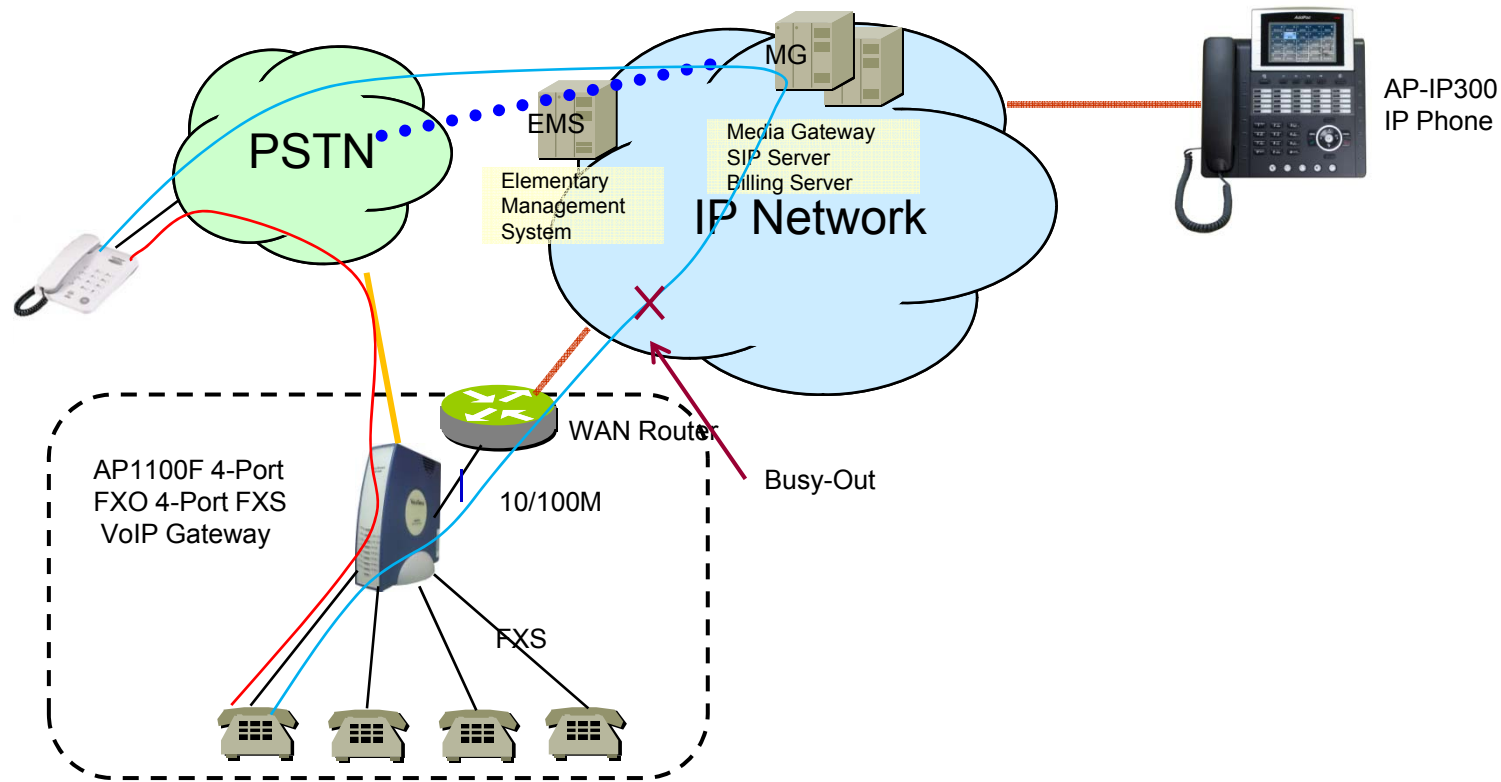 MG
AddPac
EMS
PSTN
Media Gateway
SIP Server
Billing Server
AP-IP300
IP Phone
Elementary
Management
System
IP Network
WAN Router
AP1100F 4-Port
FXO 4-Port FXS
VoIP Gateway
10/100M
Busy-Out
FXS